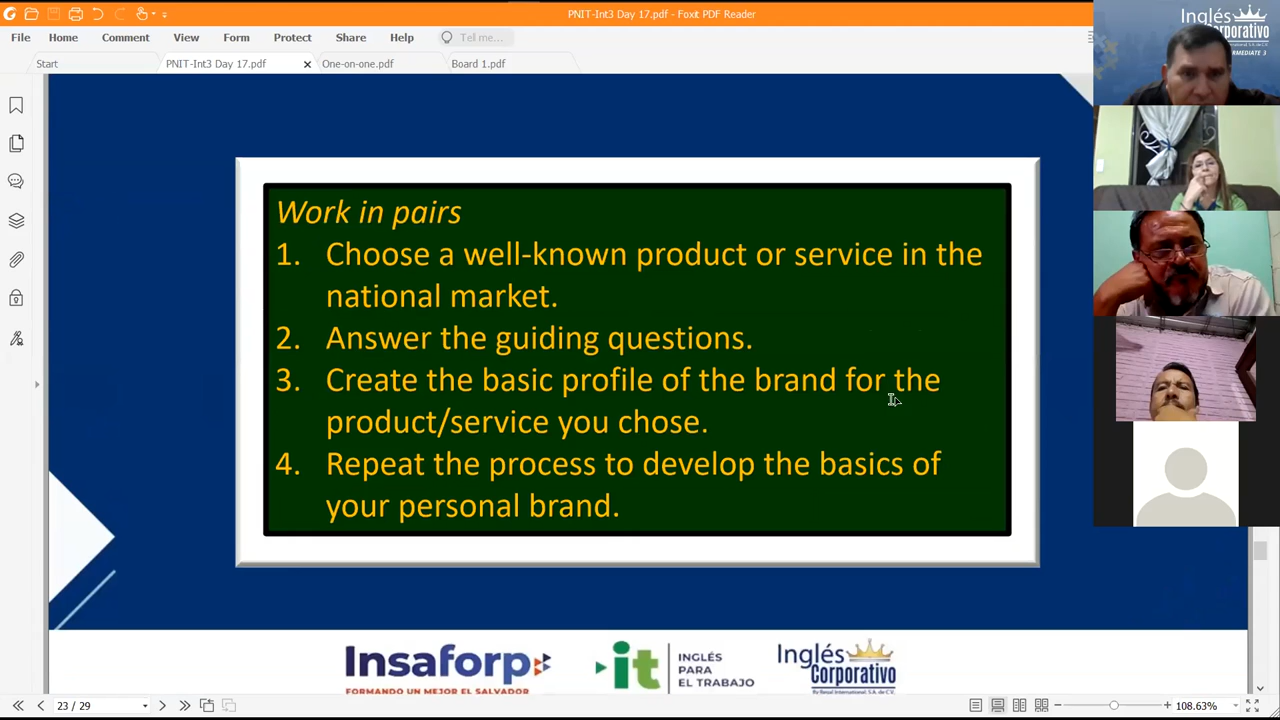 PNIT-Int3 Day 17.pdf - Foxit PDF Reader
File Home Comment View Form Protect Share Help Tell me...
Start PNIT-Int3 Day 17.pdf One-on-one.pdf Board 1.pdf
Inglés
Corporativo
RMEDIATE 3
Work in pairs
1. Choose a well-known product or service in the
national market.
2. Answer the guiding questions.
3. Create the basic profile of the brand for the
product/service you chose.
4. Repeat the process to develop the basics of
your personal brand.
Insaforp
FORMANDO UN MEJOR EL SALVADOR
it INGLÉS
PARA
EL TRABAJO
Inglés
Corporativo
23 / 29
108.63%